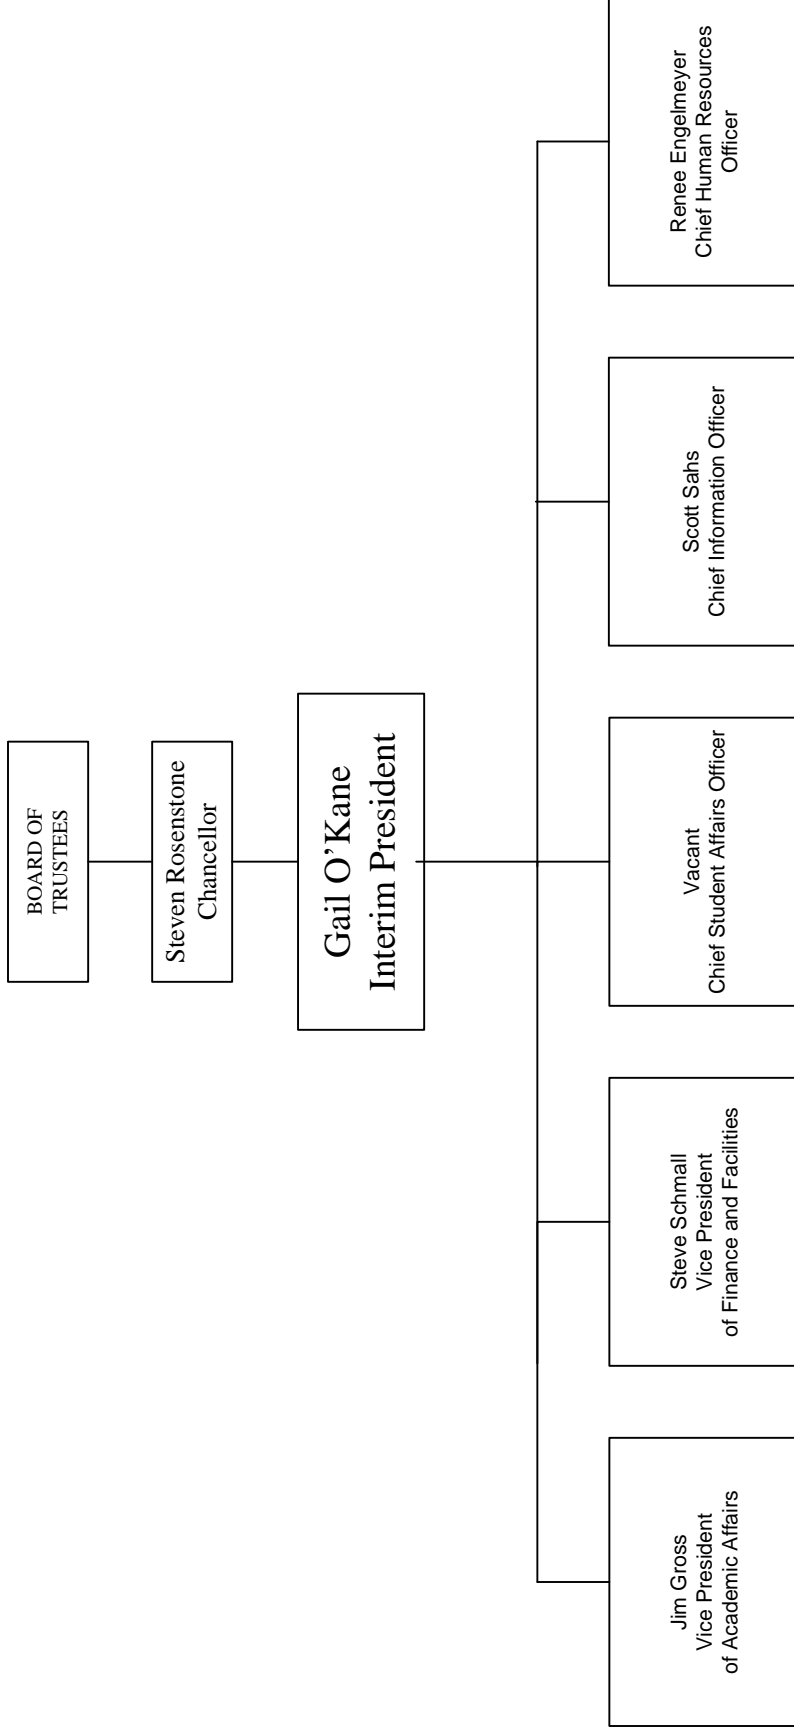 BOARD OF
TRUSTEES
Steven Rosenstone
Chancellor
Gail O’Kane
Interim President
Jim Gross
Vice President
of Academic Affairs
Steve Schmall
Vice President
of Finance and Facilities
Vacant
Chief Student Affairs Officer
Scott Sahs
Chief Information Officer
Renee Engelmeyer
Chief Human Resources
Officer